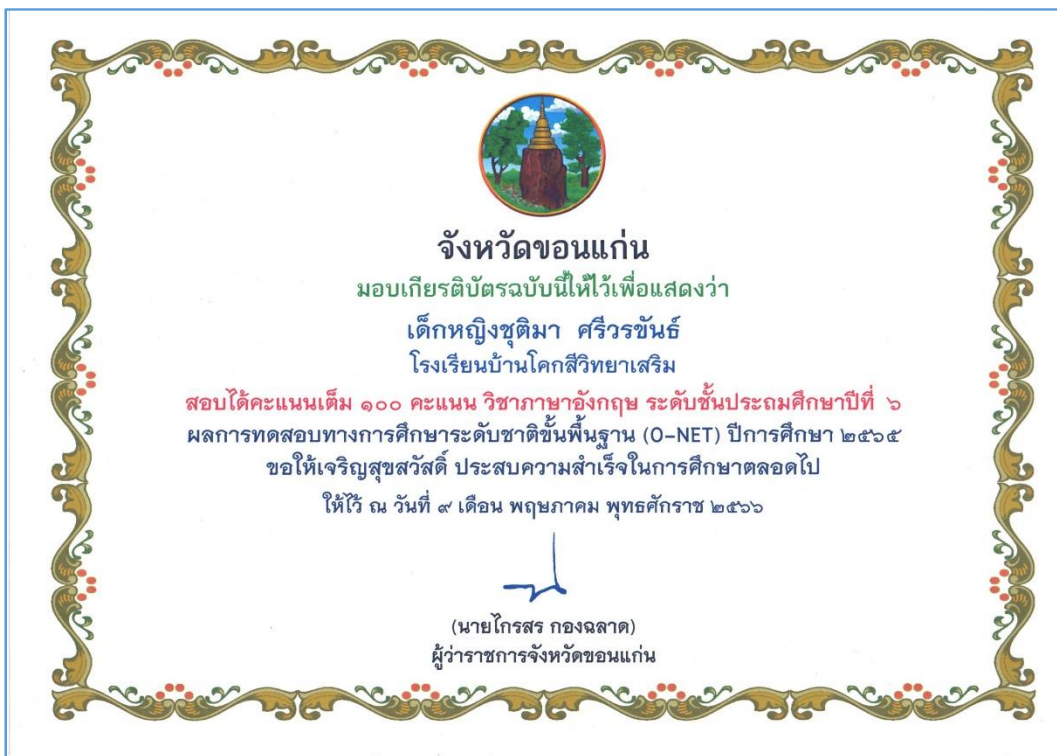 จังหวัดขอนแก่น
มอบเกียรติบัตรฉบับนี้ให้ไว้เพื่อแสดงว่า
เด็กหญิงชุติมา ศรีวรขันธ์
โรงเรียนบ้านโคกสีวิทยาเสริม
สอบได้คะแนนเต็ม ๑๐๐ คะแนน วิชาภาษาอังกฤษ ระดับชั้นประถมศึกษาปีที่ ๖
ผลการทดสอบทางการศึกษาระดับชาติขั้นพื้นฐาน (O-NET) ปีการศึกษา ๒๕๖๕
ขอให้เจริญสุขสวัสดิ์ ประสบความสำเร็จในการศึกษาตลอดไป
ให้ไว้ ณ วันที่ ๙ เดือน พฤษภาคม พุทธศักราช ๒๕๖๖
(นายไกรสร กองฉลาด)
ผู้ว่าราชการจังหวัดขอนแก่น